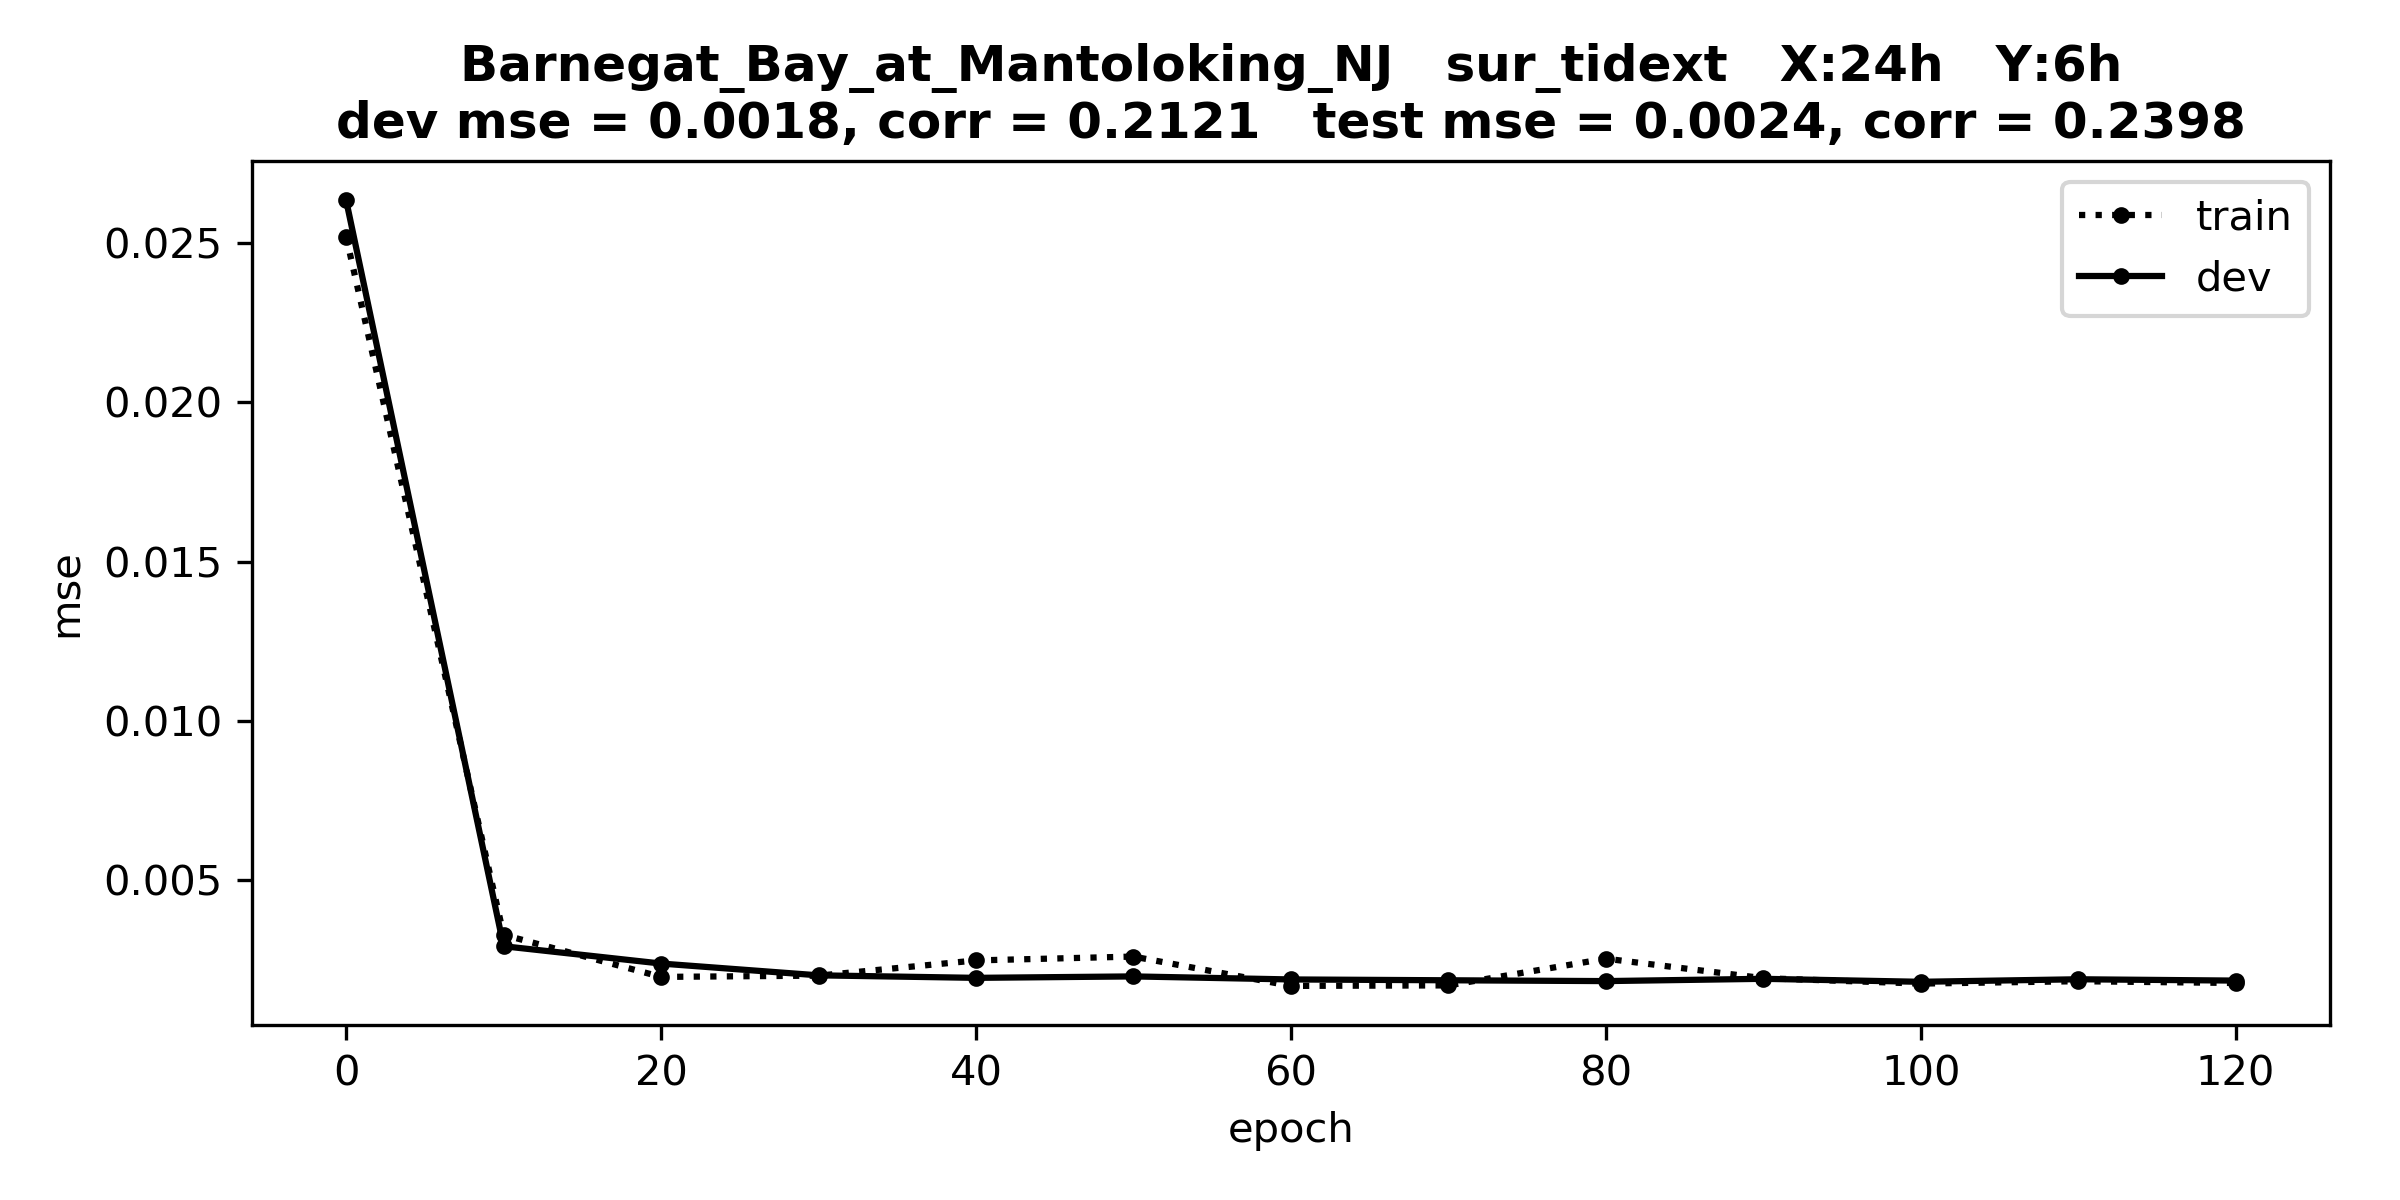 Barnegat_Bay_at_Mantoloking_NJ   sur_tidext   X:24h   Y:6h
dev mse = 0.0018, corr = 0.2121   test mse = 0.0024, corr = 0.2398
train
dev
0.025
0.020
0.015
0.010
0.005
mse
0 20 40 60 80 100 120
epoch